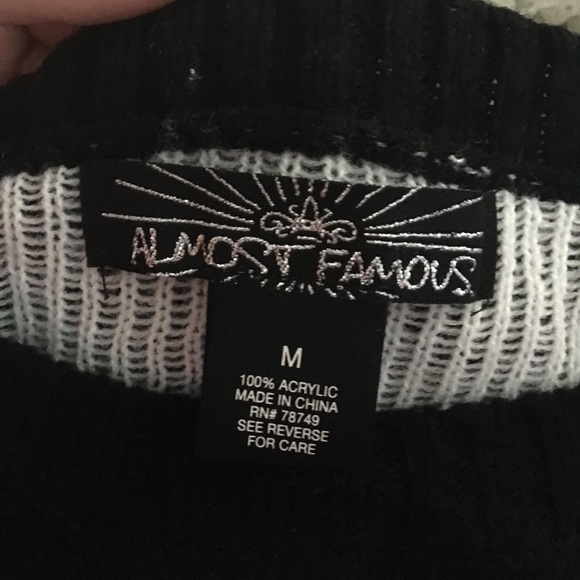 ALMOST FAMOUS
M
100% ACRYLIC
MADE IN CHINA
RN# 78749
SEE REVERSE
FOR CARE